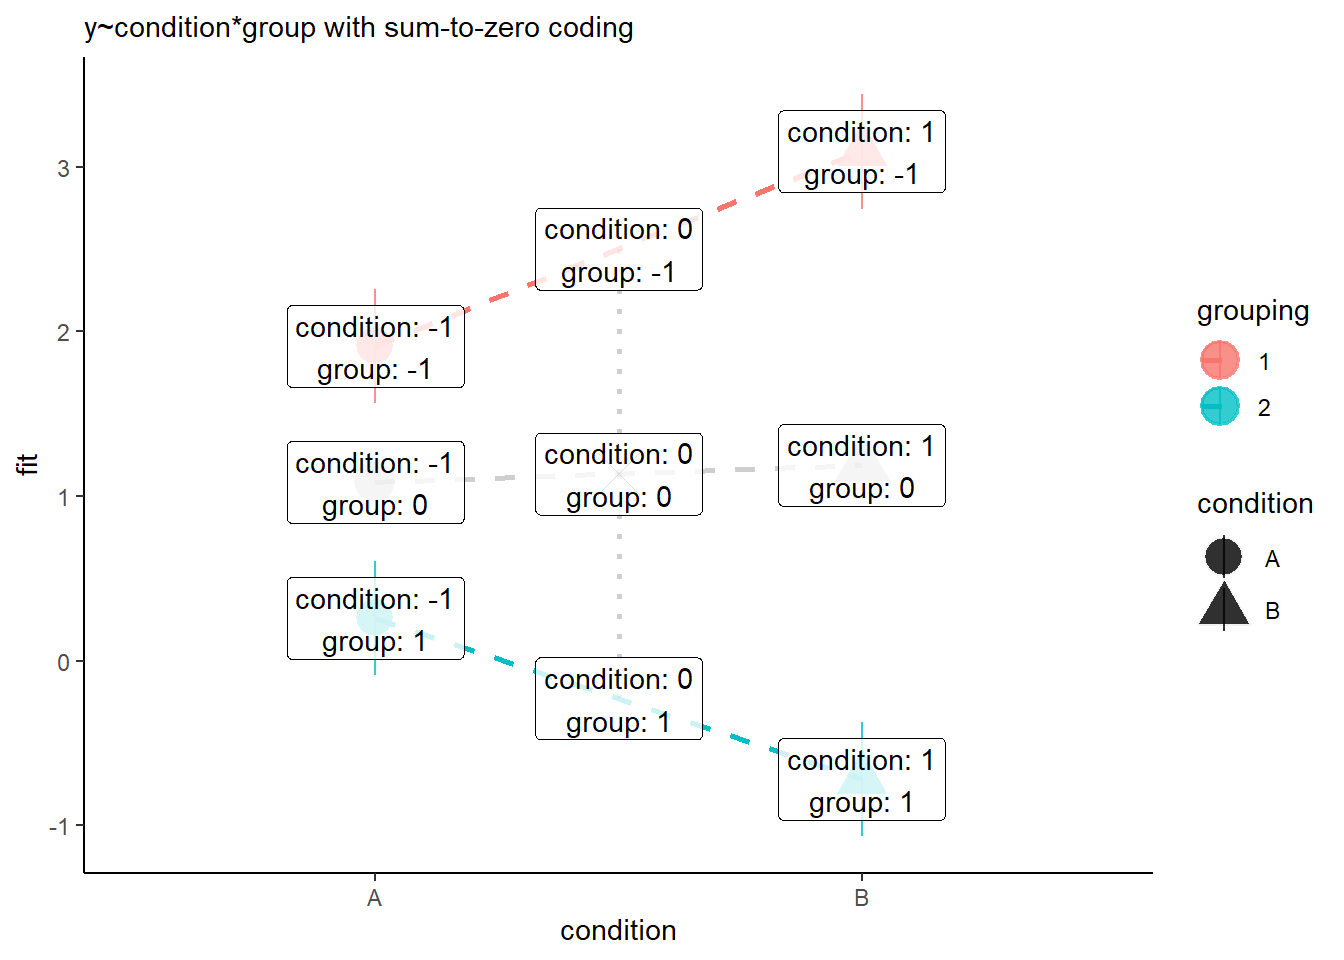 y~condition*group with sum-to-zero coding
condition: 1
group: -1
condition: 0
group: -1
condition: -1
group: -1
condition: -1
group: 0
condition: 0
group: 0
condition: 1
group: 0
condition: -1
group: 1
condition: 0
group: 1
condition: 1
group: 1
3
2
1
0
-1
fit
A
B
condition
grouping
1
2
condition
A
B